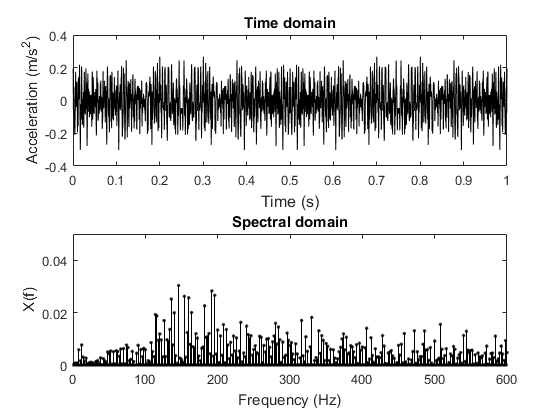 Time domain
Acceleration (m/s²)
0.4
0.2
0
-0.2
-0.4
0 0.1 0.2 0.3 0.4 0.5 0.6 0.7 0.8 0.9 1
Time (s)
Spectral domain
X(f)
0.04
0.02
0
0 100 200 300 400 500 600
Frequency (Hz)